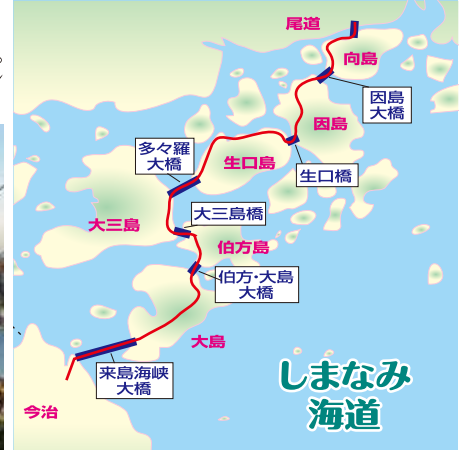 尾道
向島
因島
大橋
因島
多々羅
大橋
生口島
生口橋
大三島橋
大三島
伯方島
伯方・大島
大橋
大島
来島海峡
大橋
今治
しまなみ
海道